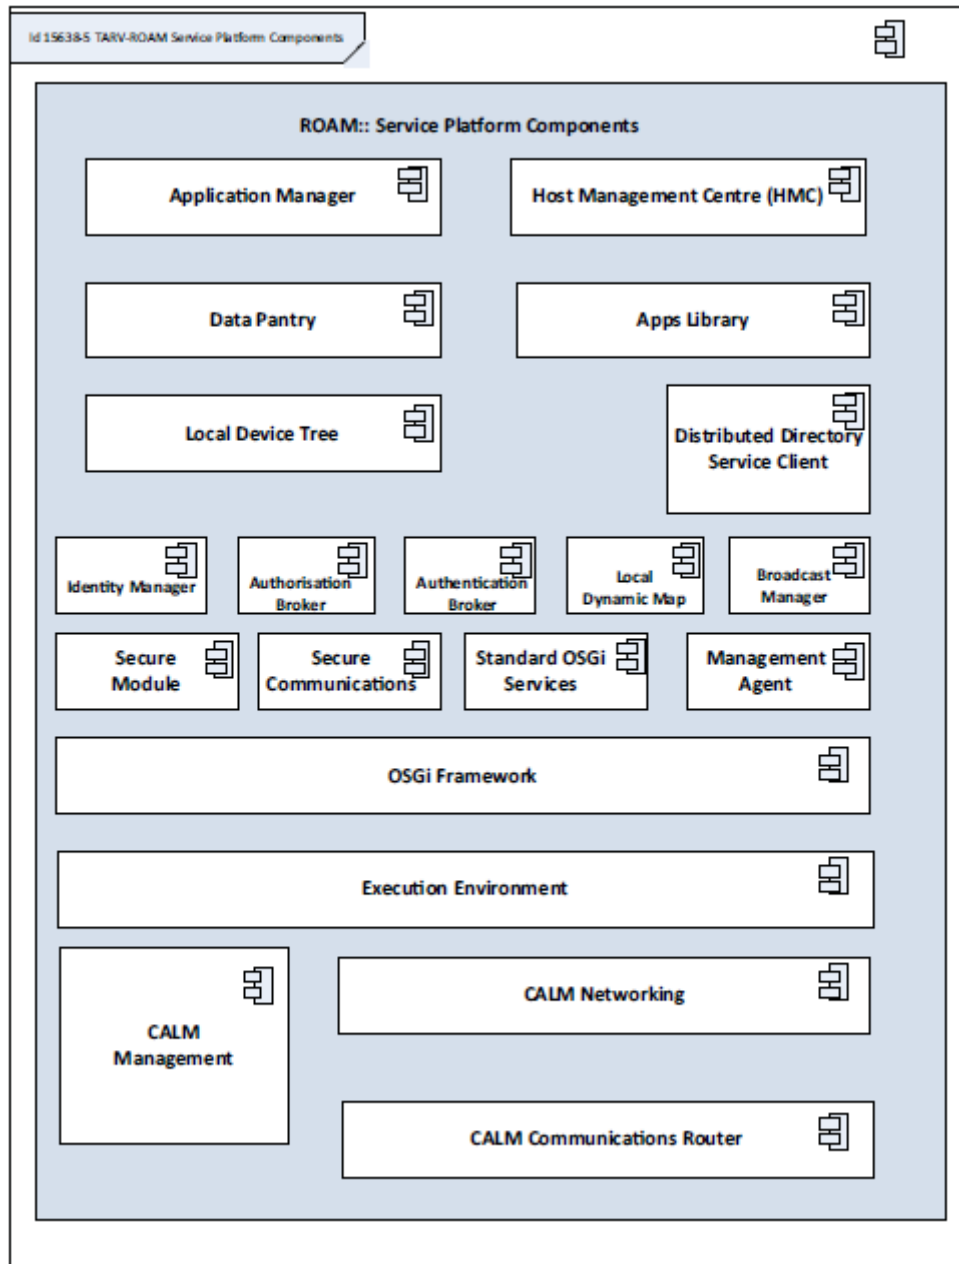 Id 15638-5 TARV-ROAM Service Platform Components
ROAM:: Service Platform Components
Application Manager
Host Management Centre (HMC)
Data Pantry
Apps Library
Local Device Tree
Distributed Directory
Service Client
Identity Manager
Authorisation
Broker
Authentication
Broker
Local
Dynamic Map
Broadcast
Manager
Secure
Module
Secure
Communications
Standard OSGi
Services
Management
Agent
OSGi Framework
Execution Environment
CALM
Management
CALM Networking
CALM Communications Router